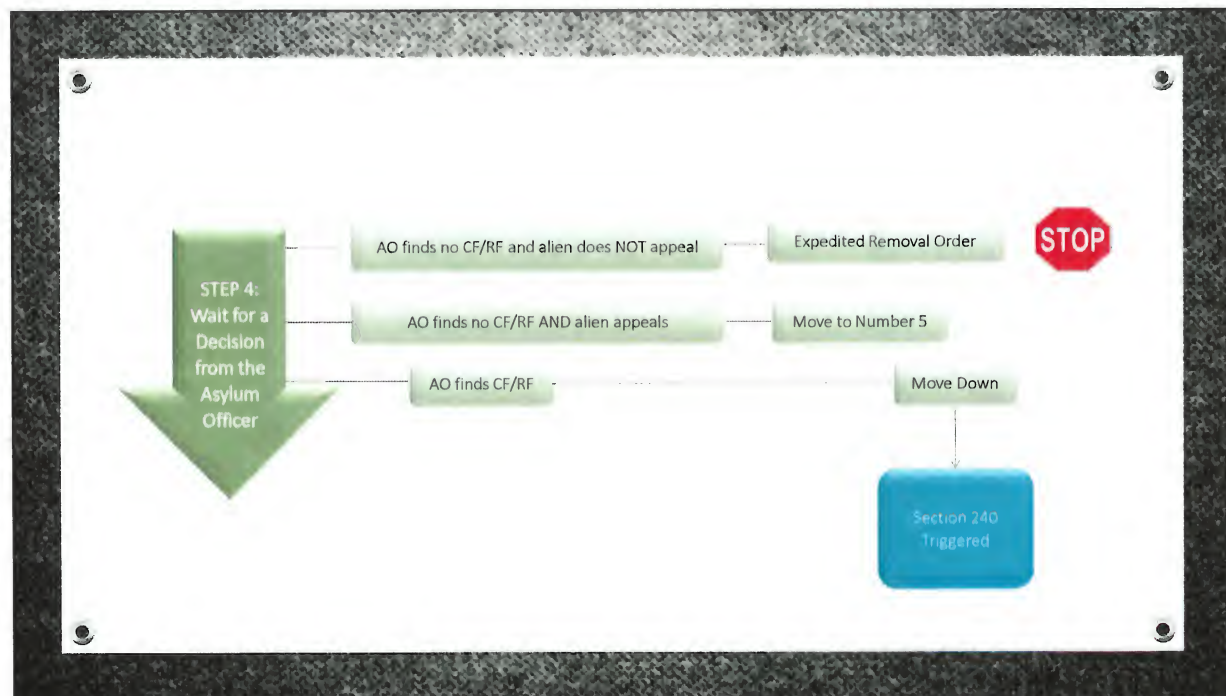 STEP 4:
Wait for a
Decision
from the
Asylum
Officer
AO finds no CF/RF and alien does NOT appeal
Expedited Removal Order
STOP
AO finds no CF/RF AND alien appeals
Move to Number 5
AO finds CF/RF
Move Down
Section 240
Triggered